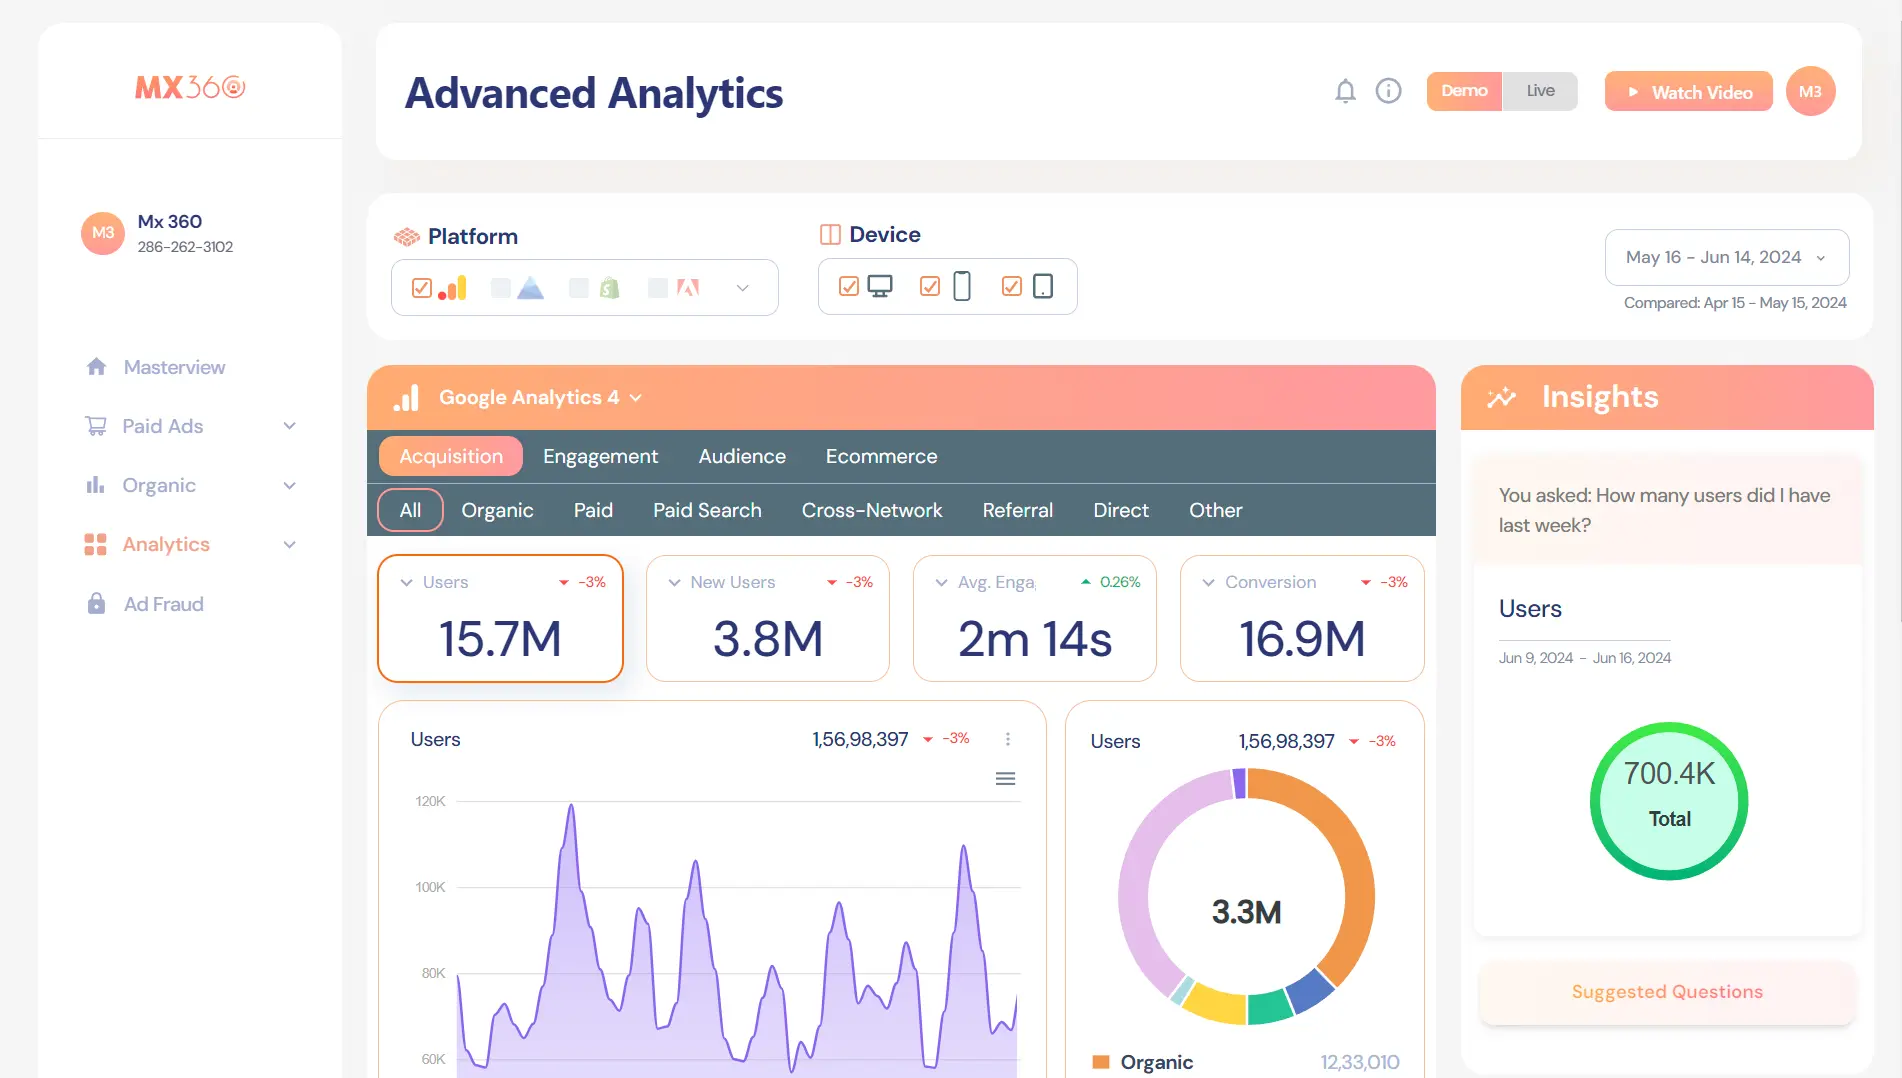 MX360
Advanced Analytics
Demo
Live
Watch Video
M3
M3
Mx 360
286-262-3102
Masterview
Paid Ads
Organic
Analytics
Ad Fraud
Platform
Device
May 16 - Jun 14, 2024
Compared: Apr 15 - May 15, 2024
Google Analytics 4
Acquisition
Engagement
Audience
Ecommerce
All
Organic
Paid
Paid Search
Cross-Network
Referral
Direct
Other
Users
-3%
15.7M
New Users
-3%
3.8M
Avg. Enga
0.26%
2m 14s
Conversion
-3%
16.9M
Users
1,56,98,397
-3%
120K
100K
80K
60K
Users
1,56,98,397
-3%
3.3M
Organic
12,33,010
Insights
You asked: How many users did I have
last week?
Users
Jun 9, 2024 - Jun 16, 2024
700.4K
Total
Suggested Questions